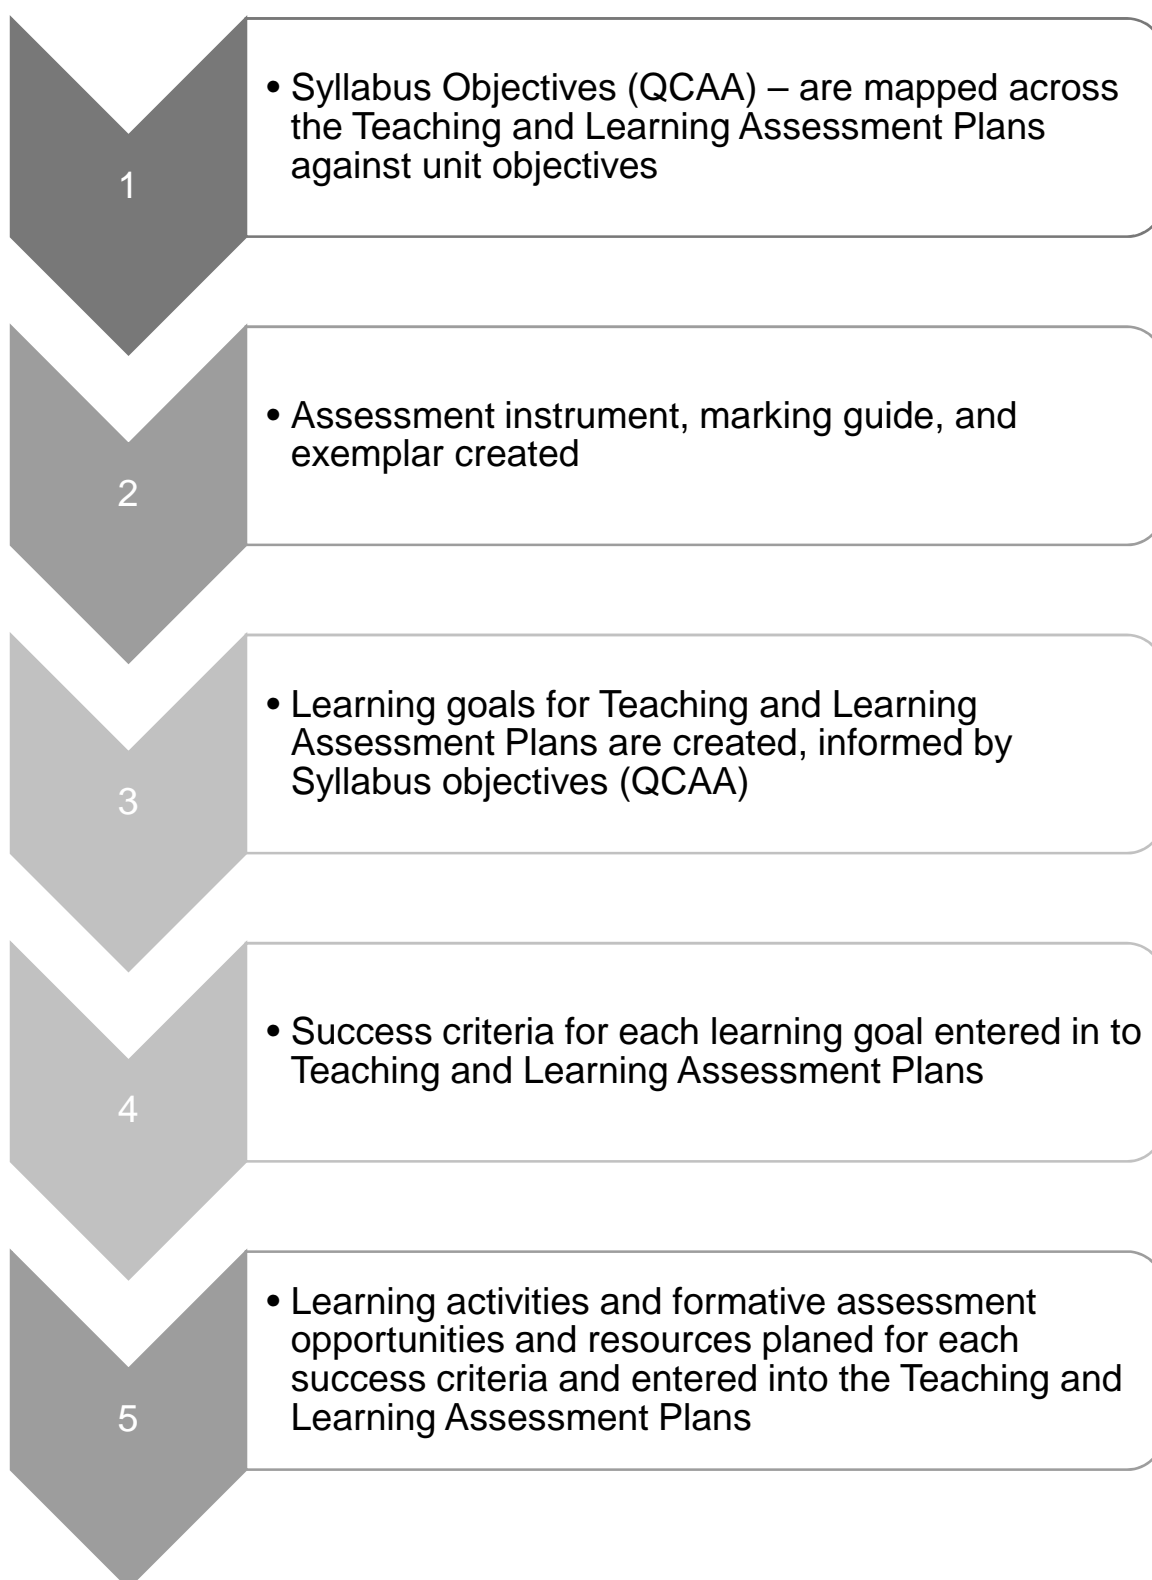 1
• Syllabus Objectives (QCAA) – are mapped across
the Teaching and Learning Assessment Plans
against unit objectives
2
• Assessment instrument, marking guide, and
exemplar created
3
• Learning goals for Teaching and Learning
Assessment Plans are created, informed by
Syllabus objectives (QCAA)
4
• Success criteria for each learning goal entered in to
Teaching and Learning Assessment Plans
5
• Learning activities and formative assessment
opportunities and resources planed for each
success criteria and entered into the Teaching and
Learning Assessment Plans